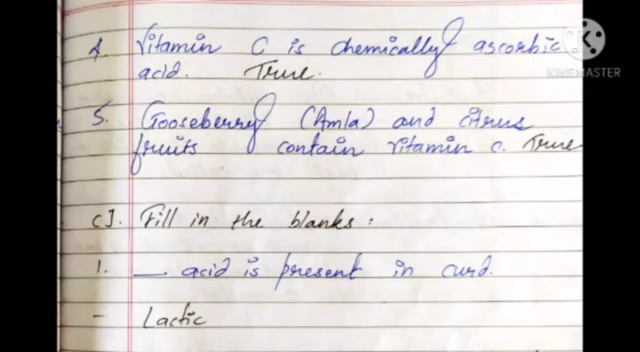 4. Vitamin C is chemically ascorbic
acid. True.
5. Gooseberry (Amla) and citrus
fruits contain vitamin c. True
C]. Fill in the blanks:
1. __ acid is present in curd.
- Lactic
KINEMASTER